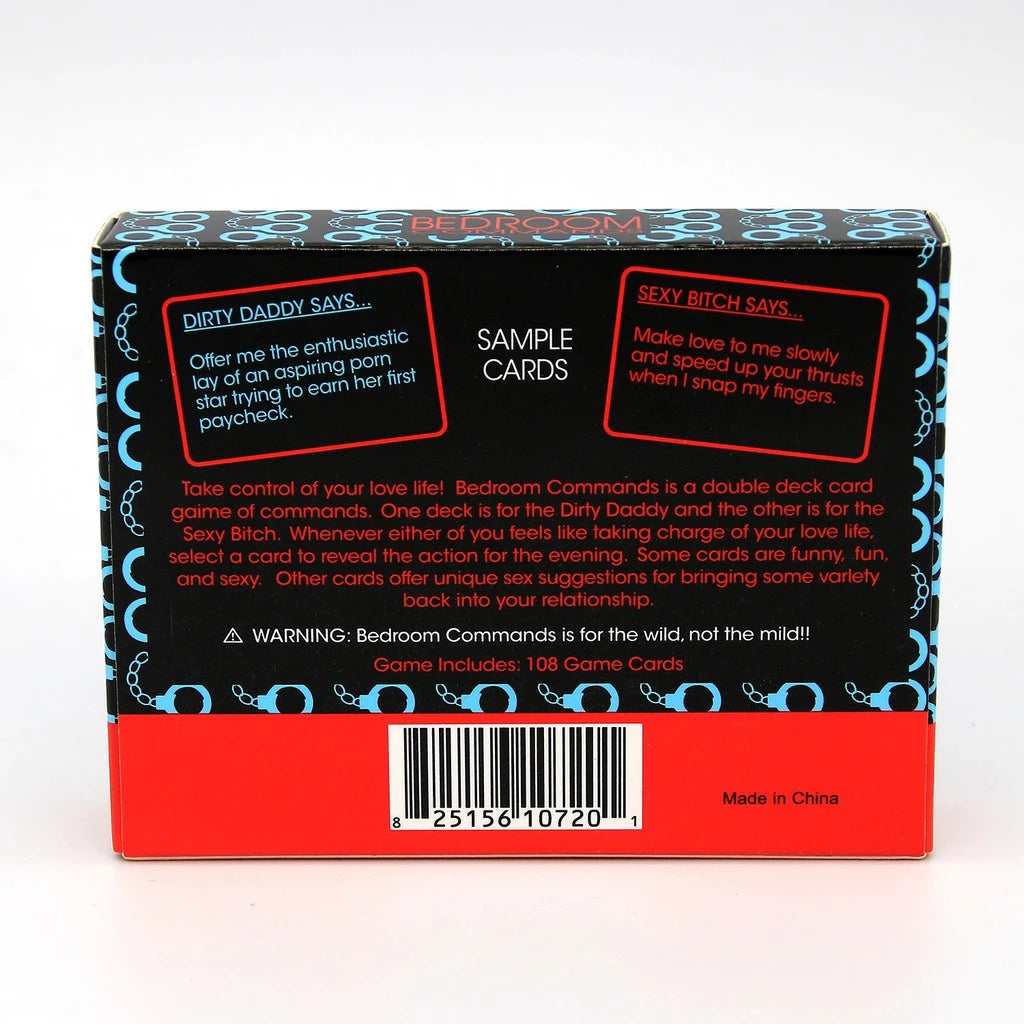 BEDROOM
DIRTY DADDY SAYS...
Offer me the enthusiastic
lay of an aspiring porn
star trying to earn her first
paycheck.
SAMPLE
CARDS
SEXY BITCH SAYS...
Make love to me slowly
and speed up your thrusts
when I snap my fingers.
Take control of your love life! Bedroom Commands is a double deck card
gaime of commands. One deck is for the Dirty Daddy and the other is for the
Sexy Bitch. Whenever either of you feels like taking charge of your love life,
select a card to reveal the action for the evening. Some cards are funny, fun,
and sexy. Other cards offer unique sex suggestions for bringing some varlety
back into your relationship.
⚠ WARNING: Bedroom Commands is for the wild, not the mild!!
Game Includes: 108 Game Cards
8 25156 10720 1
Made in China